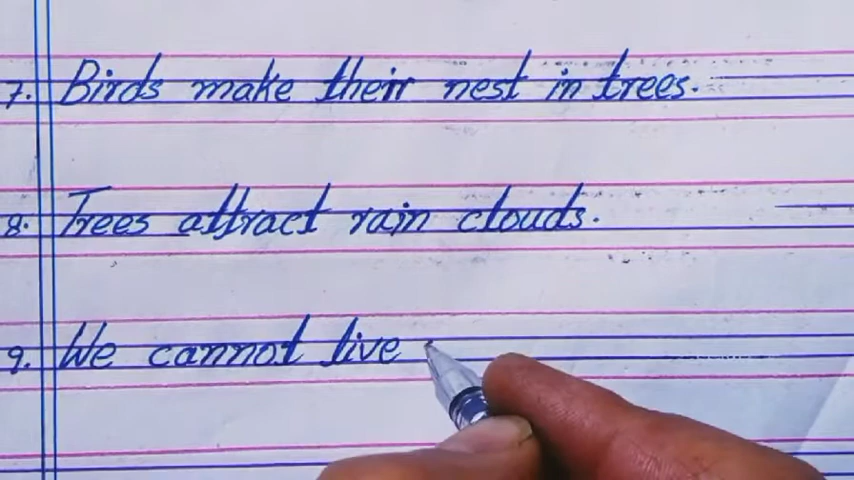 7. Birds make their nest in trees.
8. Trees attract rain clouds.
9. We cannot live